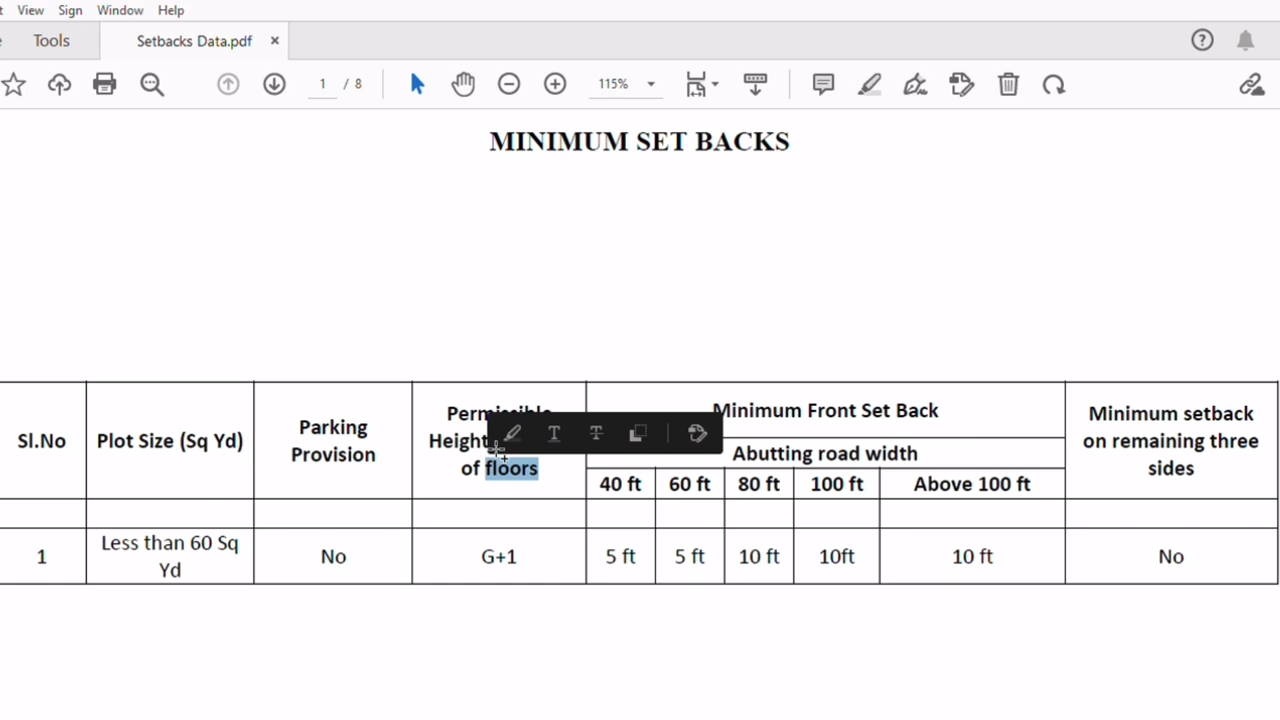 View Sign Window Help
Tools Setbacks Data.pdf ×
1 / 8 115%
MINIMUM SET BACKS
Sl.No
Plot Size (Sq Yd)
Parking
Provision
Height
of floors
Minimum Front Set Back
Abutting road width
40 ft 60 ft 80 ft 100 ft Above 100 ft
Minimum setback
on remaining three
sides
1
Less than 60 Sq
Yd
No
G+1
5 ft 5 ft 10 ft 10ft 10 ft
No